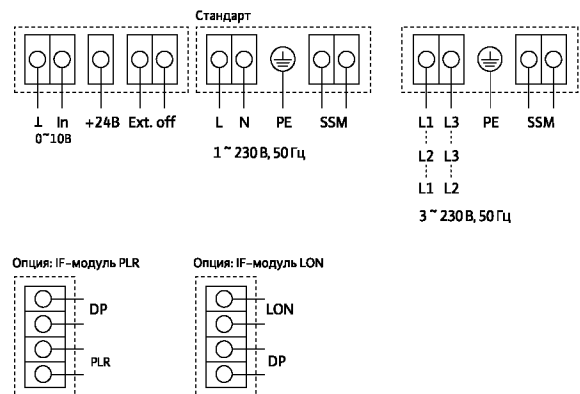 Стандарт
⊥ In +24В Ext. off L N PE SSM L1 L3 PE SSM
0~10В
1 ~ 230 В, 50 Гц
L2 L3
L1 L2
3 ~ 230 В, 50 Гц
Опция: IF-модуль PLR Опция: IF-модуль LON
DP LON
PLR DP